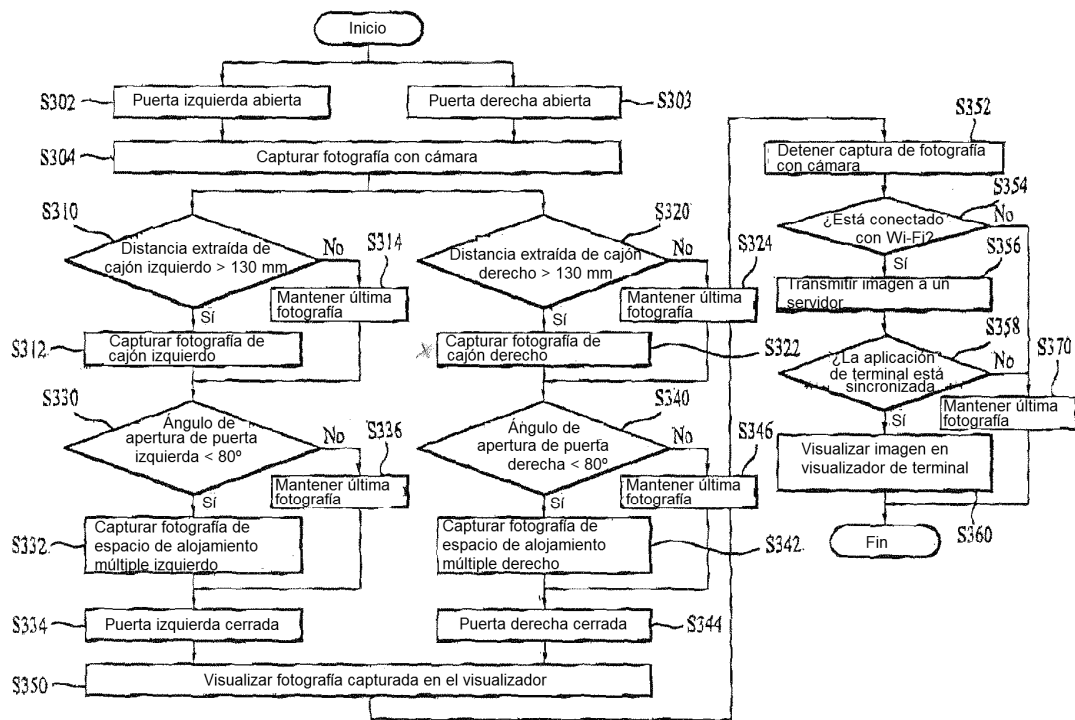 Inicio
S302
Puerta izquierda abierta
Puerta derecha abierta
S303
S304
Capturar fotografía con cámara
S310
Distancia extraída de
cajón izquierdo > 130 mm
No
S314
Mantener última
fotografía
Sí
S312
Capturar fotografía de
cajón izquierdo
S320
Distancia extraída de cajón
derecho > 130 mm
No
S324
Mantener última
fotografía
Sí
Capturar fotografía de
cajón derecho
S322
S330
Ángulo de
apertura de puerta
izquierda < 80º
No
S336
Mantener última
fotografía
Sí
S332
Capturar fotografía de
espacio de alojamiento
múltiple izquierdo
S340
Ángulo de
apertura de puerta
derecha < 80º
No
S346
Mantener última
fotografía
Sí
Capturar fotografía de
espacio de alojamiento
múltiple derecho
S342
S334
Puerta izquierda cerrada
Puerta derecha cerrada
S344
S350
Visualizar fotografía capturada en el visualizador
S352
Detener captura de fotografía
con cámara
S354
¿Está conectado
con Wi-Fi?
No
Sí
S356
Transmitir imagen a un
servidor
S358
¿La aplicación
de terminal está
sincronizada
No
S370
Mantener última
fotografía
Sí
Visualizar imagen en
visualizador de terminal
S360
Fin